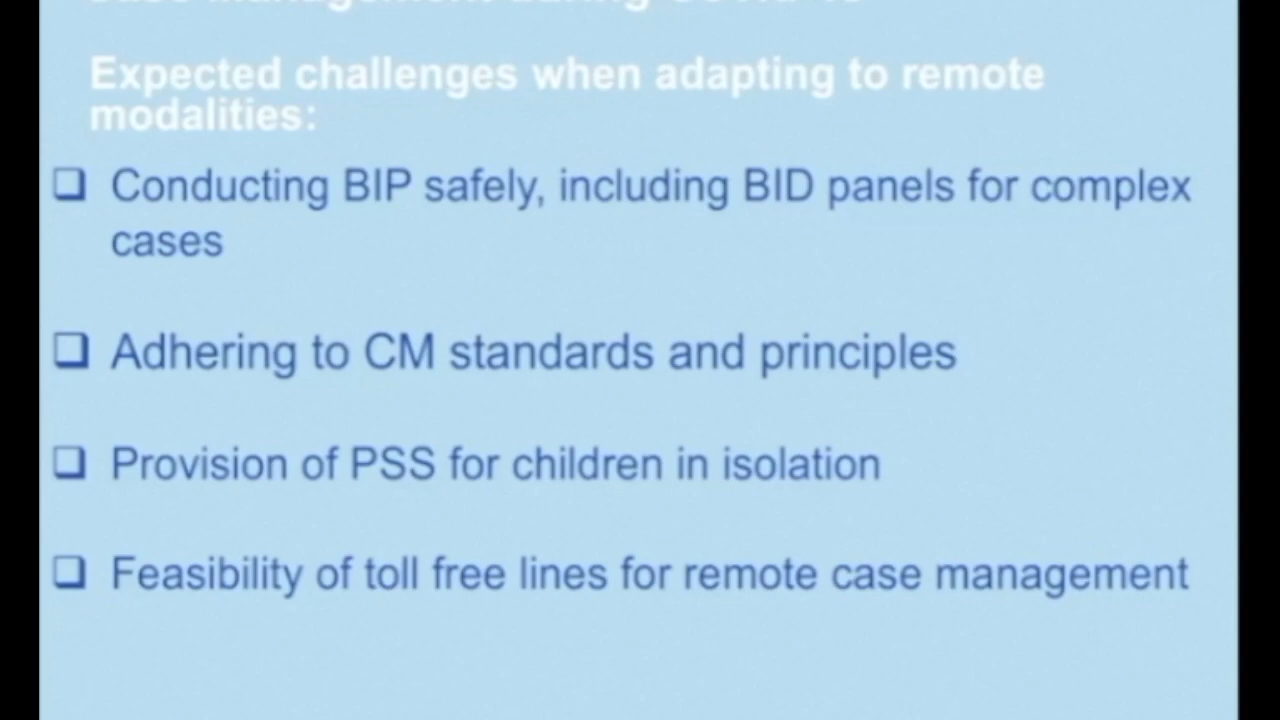 Expected challenges when adapting to remote
modalities:
❑ Conducting BIP safely, including BID panels for complex
cases
❑ Adhering to CM standards and principles
❑ Provision of PSS for children in isolation
❑ Feasibility of toll free lines for remote case management